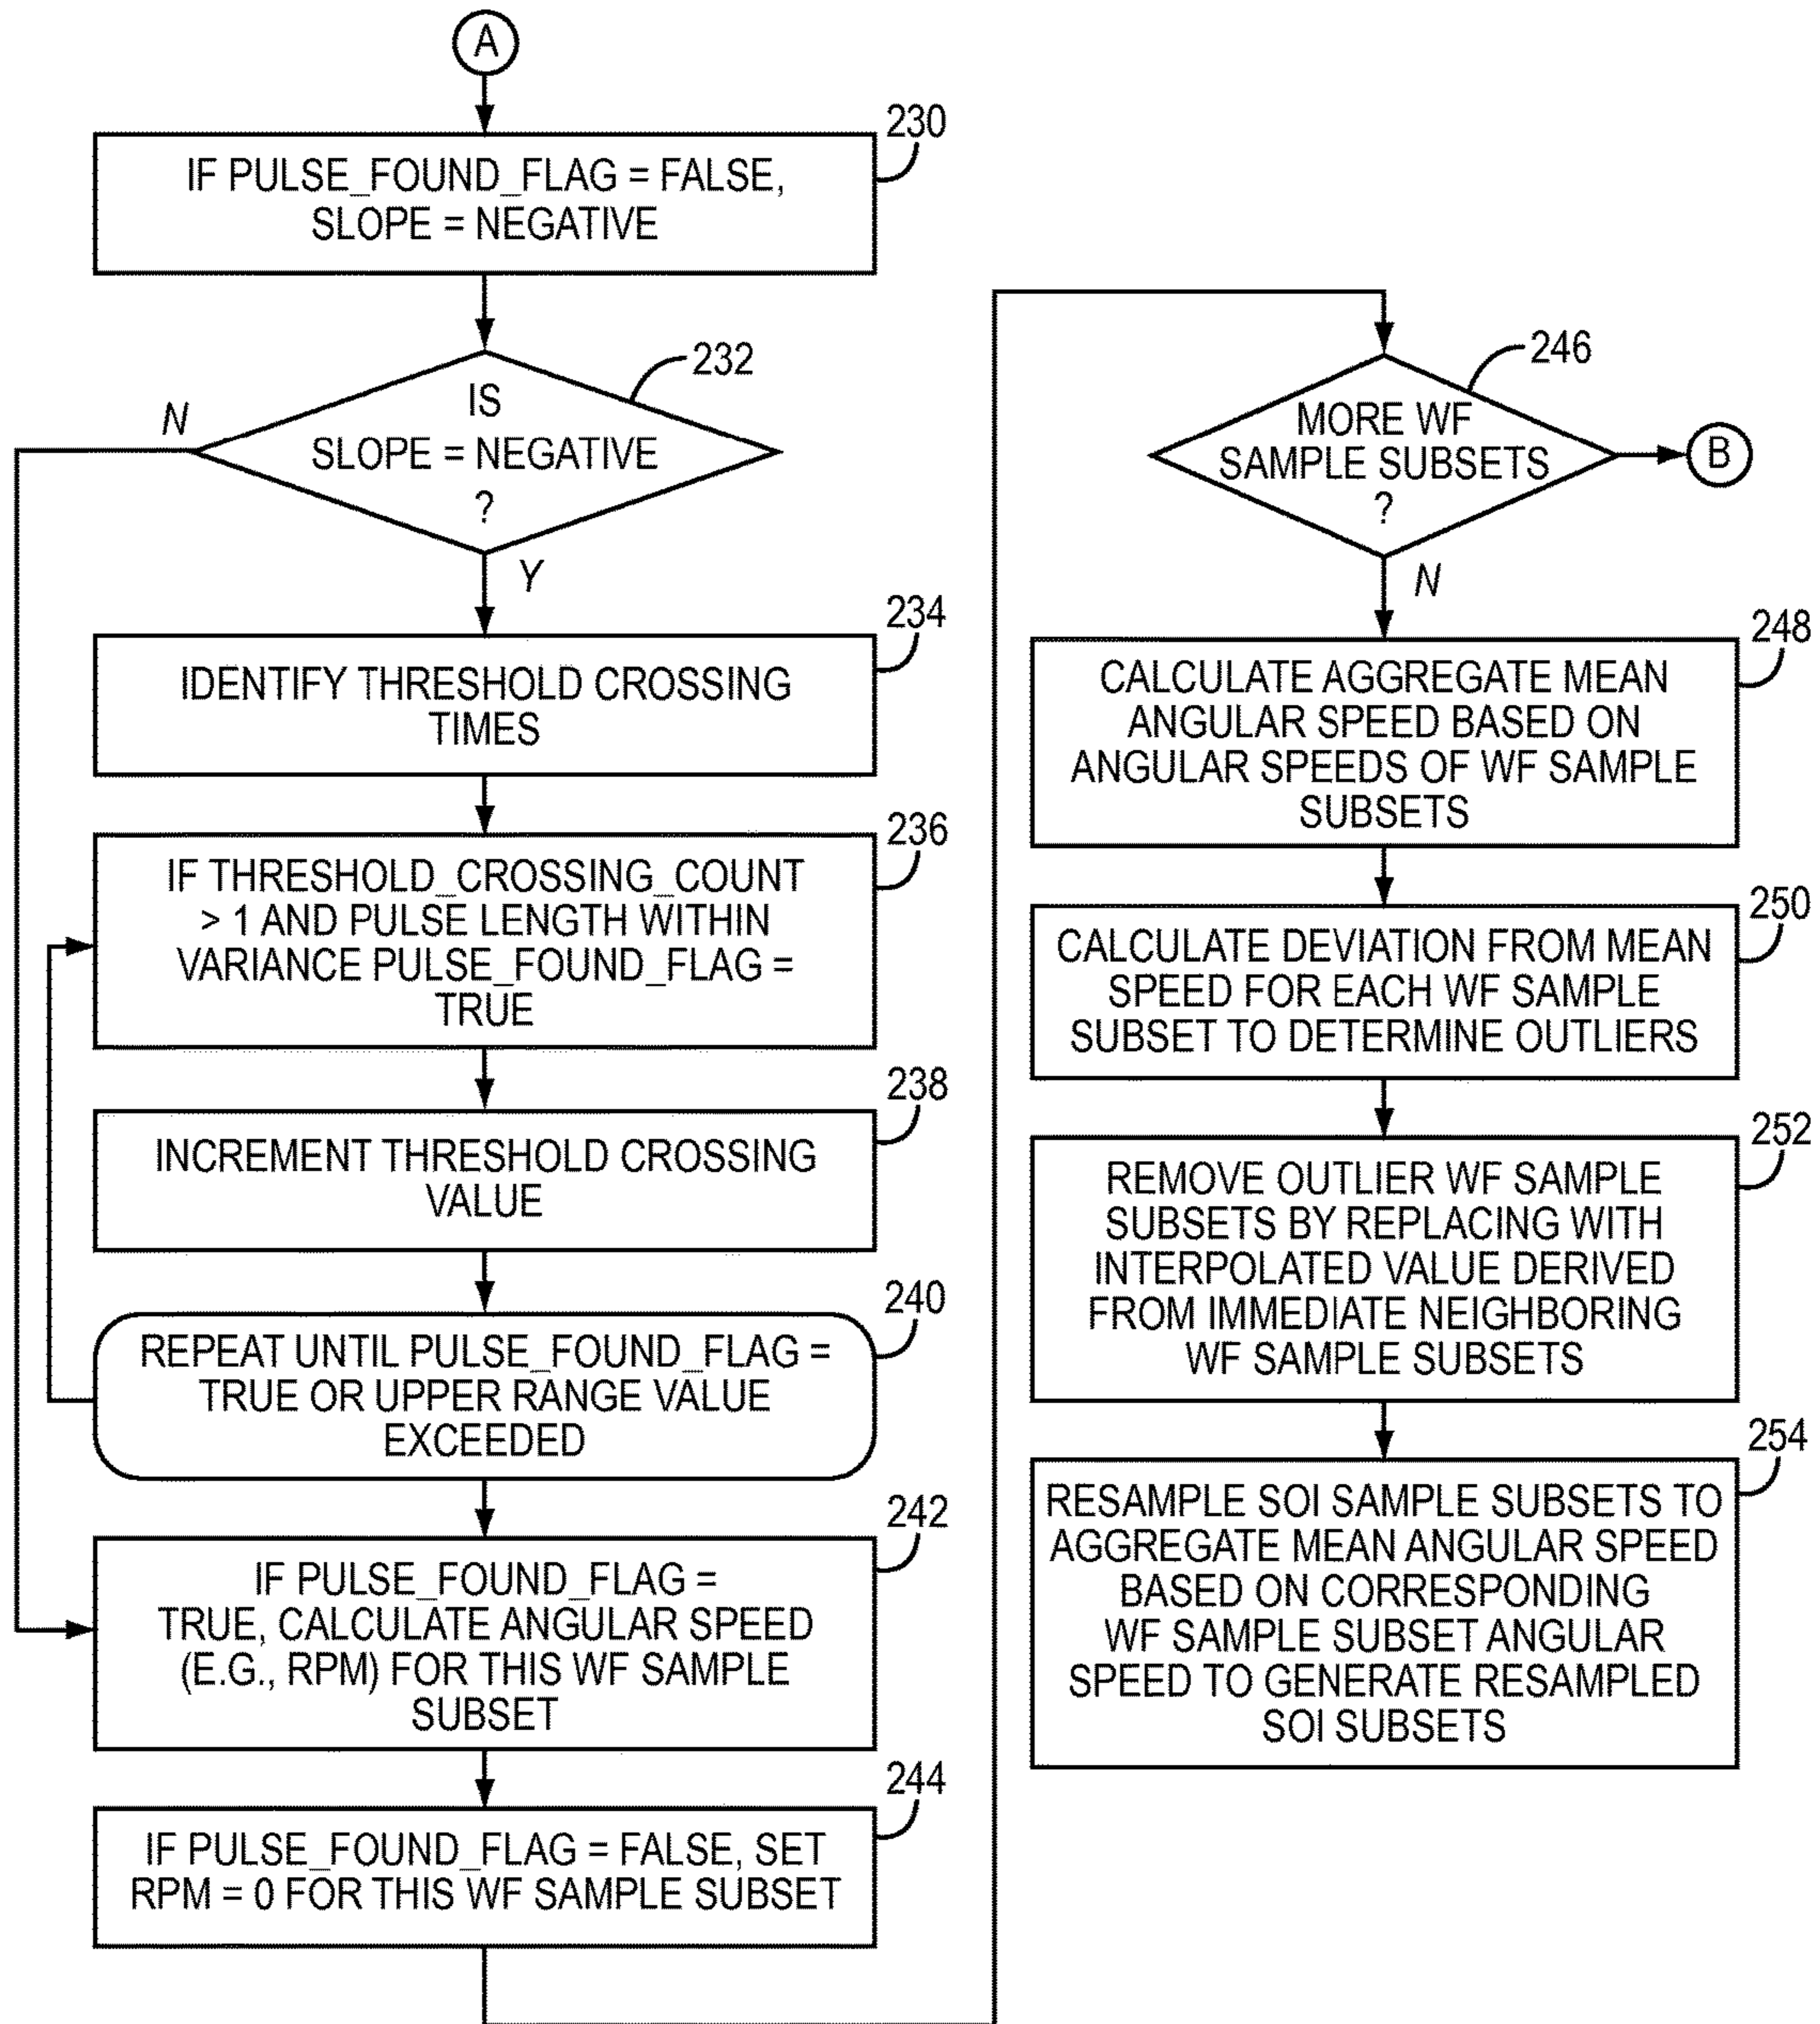 A
230
IF PULSE_FOUND_FLAG = FALSE,
SLOPE = NEGATIVE
232
N
IS
SLOPE = NEGATIVE
?
Y
234
IDENTIFY THRESHOLD CROSSING
TIMES
236
IF THRESHOLD_CROSSING_COUNT
> 1 AND PULSE LENGTH WITHIN
VARIANCE PULSE_FOUND_FLAG =
TRUE
238
INCREMENT THRESHOLD CROSSING
VALUE
240
REPEAT UNTIL PULSE_FOUND_FLAG =
TRUE OR UPPER RANGE VALUE
EXCEEDED
242
IF PULSE_FOUND_FLAG =
TRUE, CALCULATE ANGULAR SPEED
(E.G., RPM) FOR THIS WF SAMPLE
SUBSET
244
IF PULSE_FOUND_FLAG = FALSE, SET
RPM = 0 FOR THIS WF SAMPLE SUBSET
246
MORE WF
SAMPLE SUBSETS
?
B
N
248
CALCULATE AGGREGATE MEAN
ANGULAR SPEED BASED ON
ANGULAR SPEEDS OF WF SAMPLE
SUBSETS
250
CALCULATE DEVIATION FROM MEAN
SPEED FOR EACH WF SAMPLE
SUBSET TO DETERMINE OUTLIERS
252
REMOVE OUTLIER WF SAMPLE
SUBSETS BY REPLACING WITH
INTERPOLATED VALUE DERIVED
FROM IMMEDIATE NEIGHBORING
WF SAMPLE SUBSETS
254
RESAMPLE SOI SAMPLE SUBSETS TO
AGGREGATE MEAN ANGULAR SPEED
BASED ON CORRESPONDING
WF SAMPLE SUBSET ANGULAR
SPEED TO GENERATE RESAMPLED
SOI SUBSETS